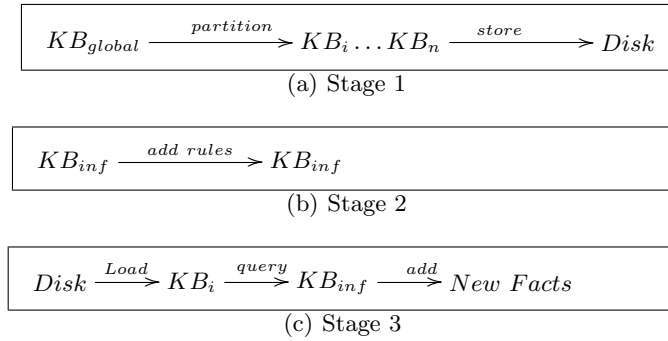 KB_global partition KB_i ... KB_n store Disk
(a) Stage 1
KB_inf add rules KB_inf
(b) Stage 2
Disk Load KB_i query KB_inf add New Facts
(c) Stage 3